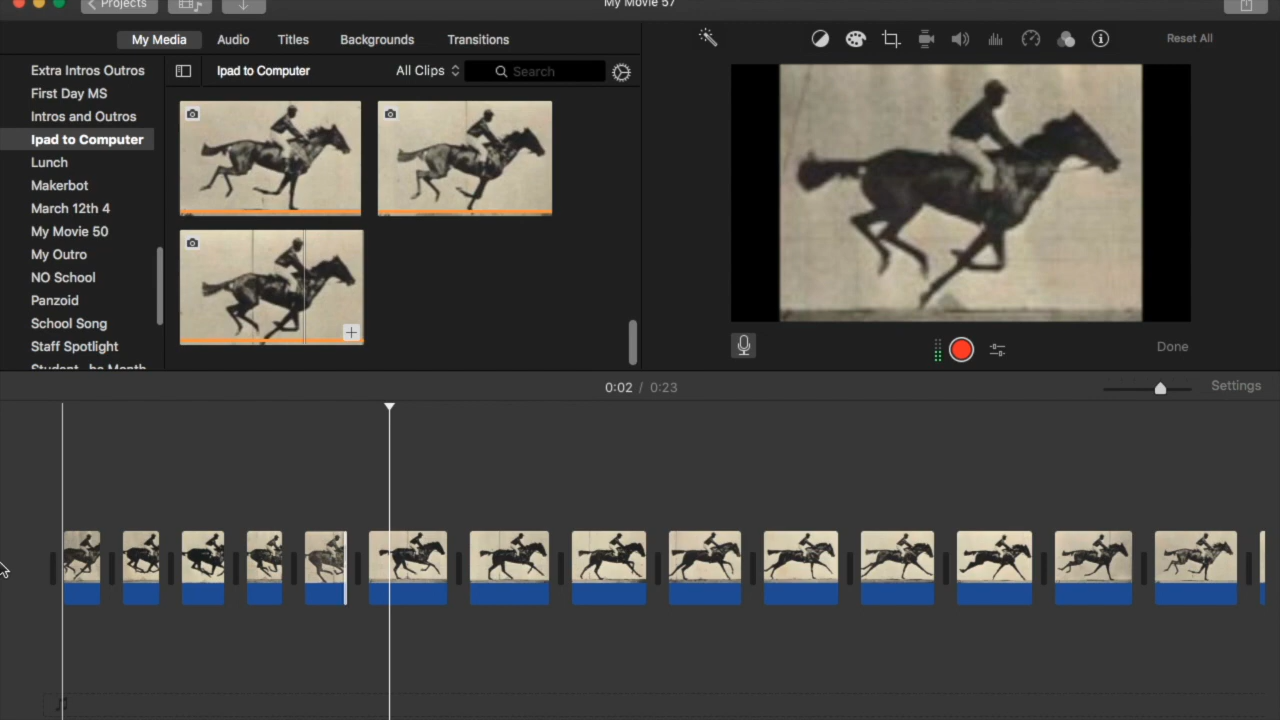 Projects
My Movie 57
My Media Audio Titles Backgrounds Transitions
Reset All
Extra Intros Outros
First Day MS
Intros and Outros
Ipad to Computer
Lunch
Makerbot
March 12th 4
My Movie 50
My Outro
NO School
Panzoid
School Song
Staff Spotlight
Ipad to Computer All Clips Search
Done
0:02 / 0:23
Settings